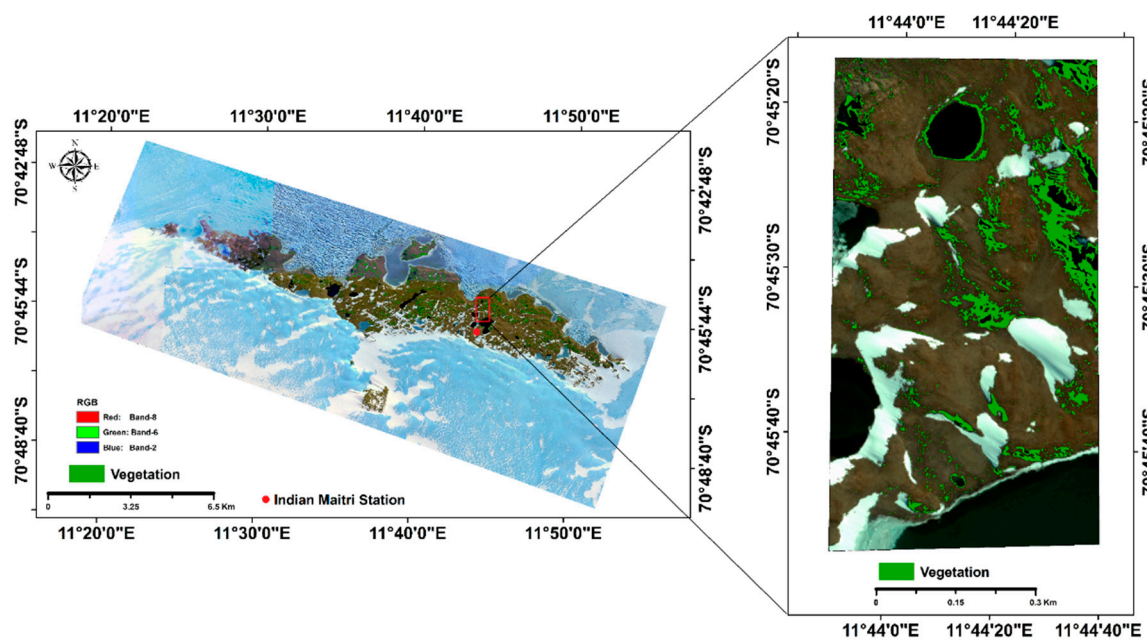 11°20'0"E 11°30'0"E 11°40'0"E 11°50'0"E
70°42'48"S
70°45'44"S
70°48'40"S
N
W E
S
RGB
Red: Band-8
Green: Band-6
Blue: Band-2
Vegetation
0 3.25 6.5 Km
Indian Maitri Station
70°42'48"S
70°45'44"S
70°48'40"S
11°20'0"E 11°30'0"E 11°40'0"E 11°50'0"E
11°44'0"E 11°44'20"E
70°45'20"S
70°45'30"S
70°45'40"S
Vegetation
0 0.15 0.3 Km
11°44'0"E 11°44'20"E 11°44'40"E